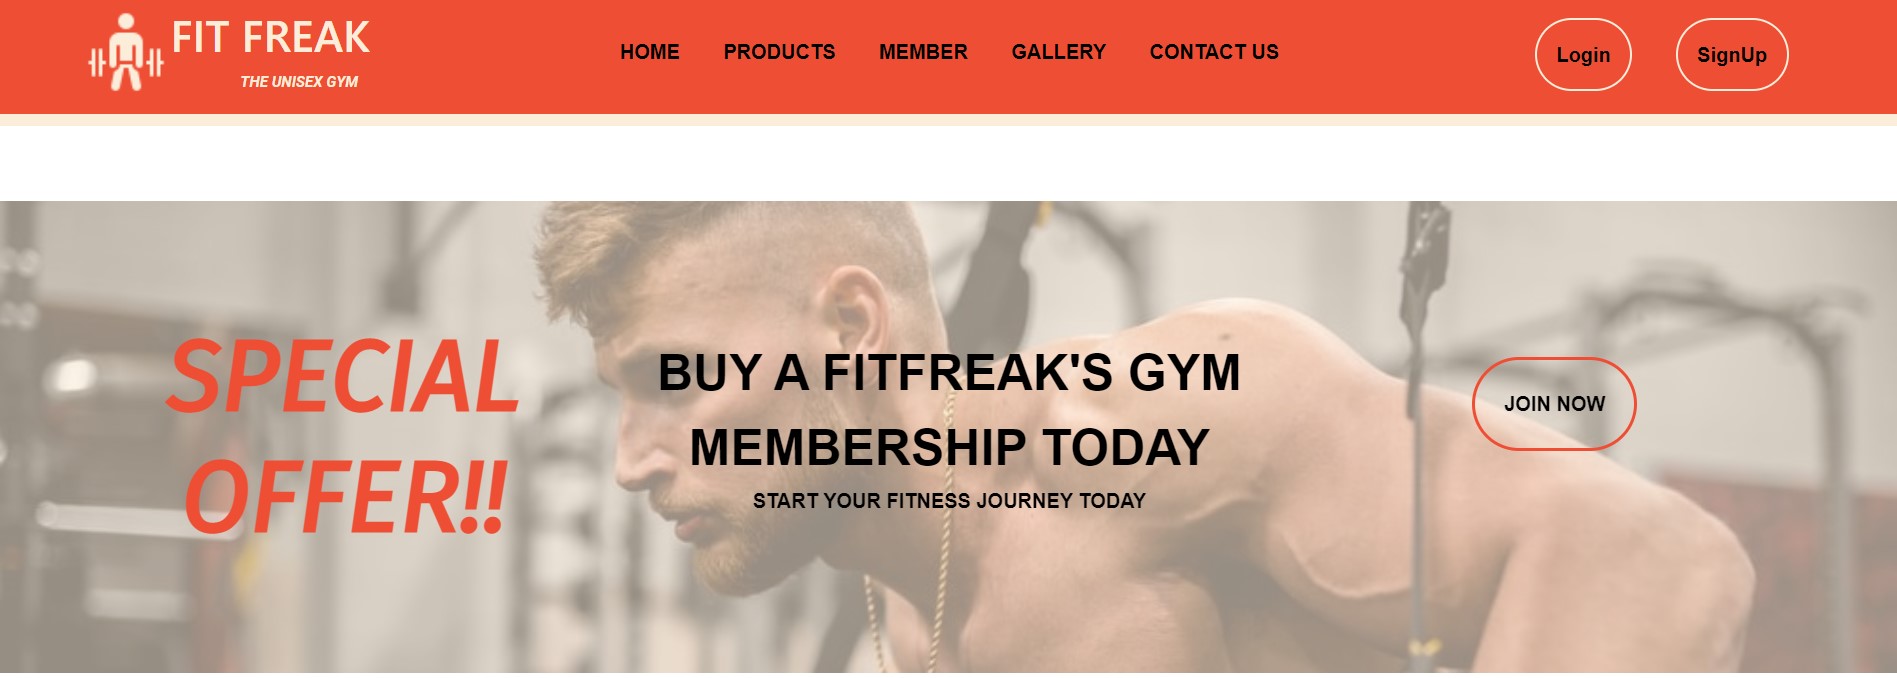 FIT FREAK
THE UNISEX GYM
HOME PRODUCTS MEMBER GALLERY CONTACT US
Login SignUp
SPECIAL
OFFER!!
BUY A FITFREAK'S GYM
MEMBERSHIP TODAY
START YOUR FITNESS JOURNEY TODAY
JOIN NOW